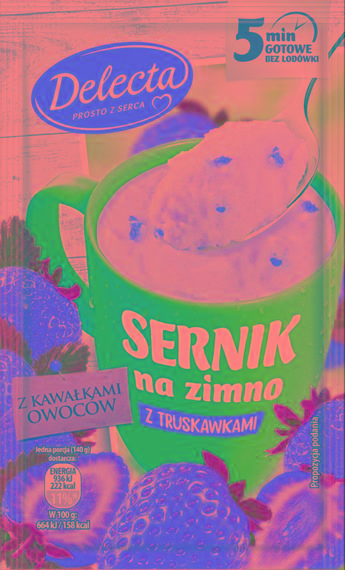 5 min
GOTOWE
BEZ LODÓWKI
Delecta
PROSTO Z SERCA
SERNIK
na zimno
Z TRUSKAWKAMI
Z KAWAŁKAMI
OWOCÓW
Jedna porcja (140 g)
dostarcza:
ENERGIA
936 kJ
222 kcal
11%*
W 100 g:
664 kJ / 158 kcal
Propozycja podania